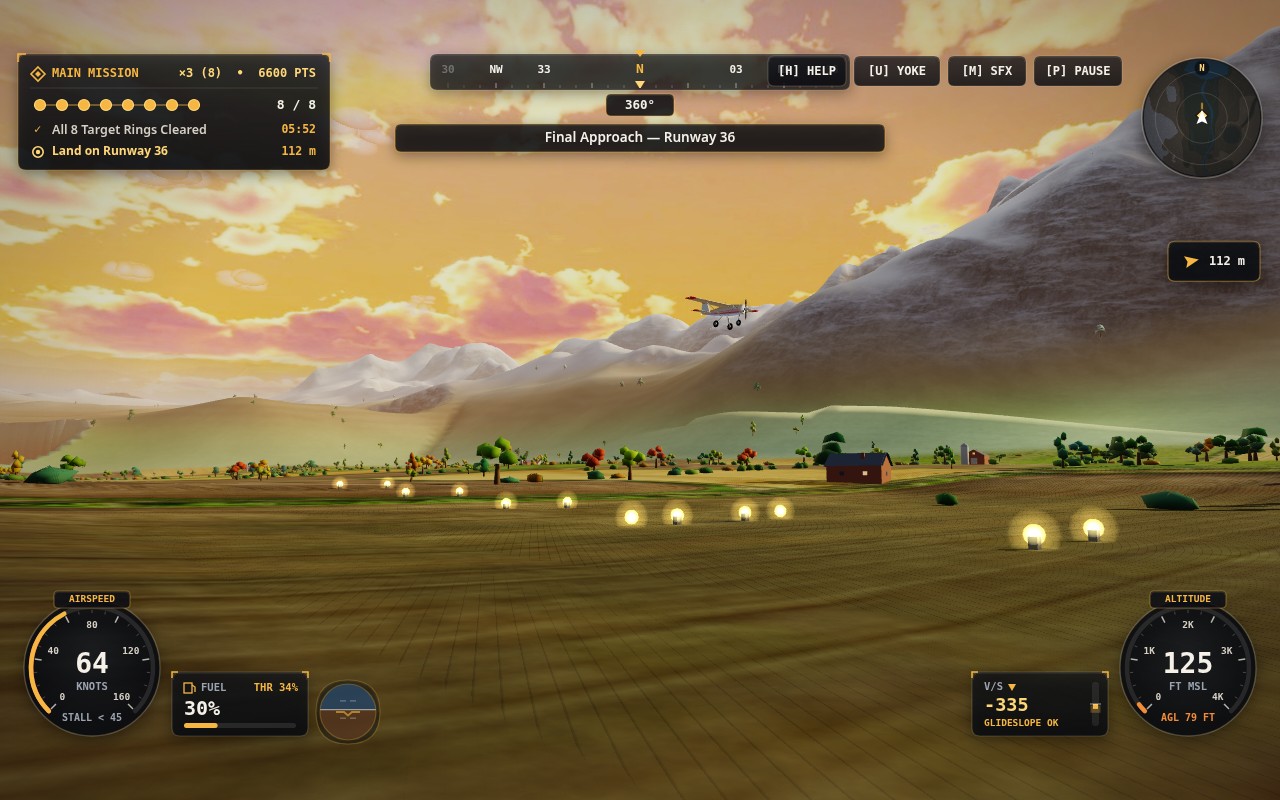 MAIN MISSION ×3 (8) • 6600 PTS
8 / 8
✓ All 8 Target Rings Cleared 05:52
Land on Runway 36 112 m
30 NW 33 N 03
360°
Final Approach — Runway 36
[H] HELP
[U] YOKE
[M] SFX
[P] PAUSE
N
112 m
AIRSPEED
80
40 120
64
KNOTS
0 160
STALL < 45
FUEL THR 34%
30%
V/S ▼
-335
GLIDESLOPE OK
ALTITUDE
2K
1K 3K
125
FT MSL
0 4K
AGL 79 FT